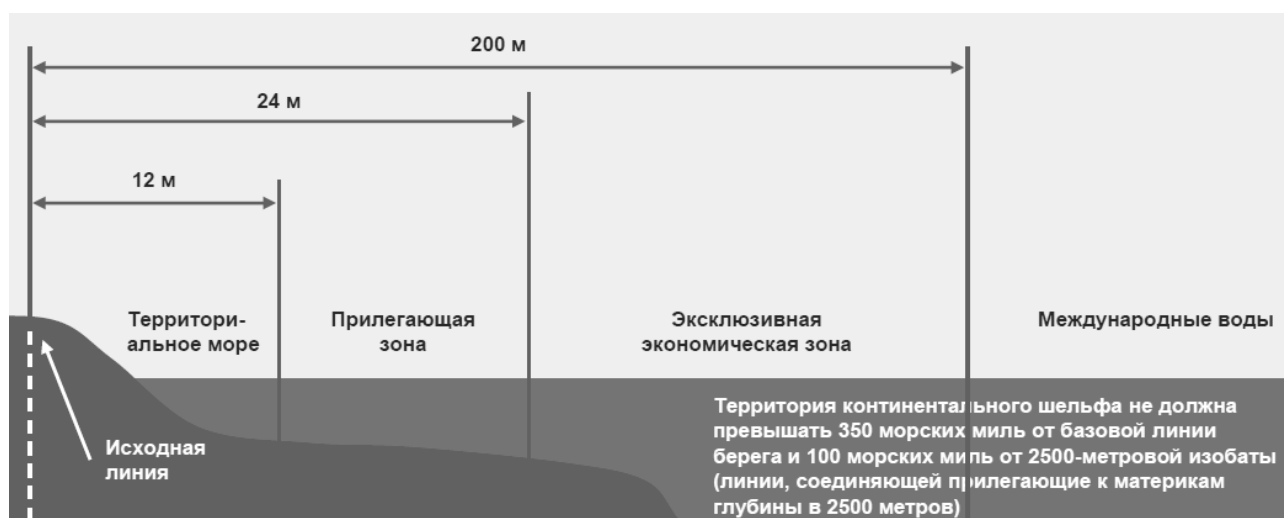 200 м
24 м
12 м
Территори-
альное море
Прилегающая
зона
Эксклюзивная
экономическая зона
Международные воды
Исходная
линия
Территория континентального шельфа не должна
превышать 350 морских миль от базовой линии
берега и 100 морских миль от 2500-метровой изобаты
(линии, соединяющей прилегающие к материкам
глубины в 2500 метров)